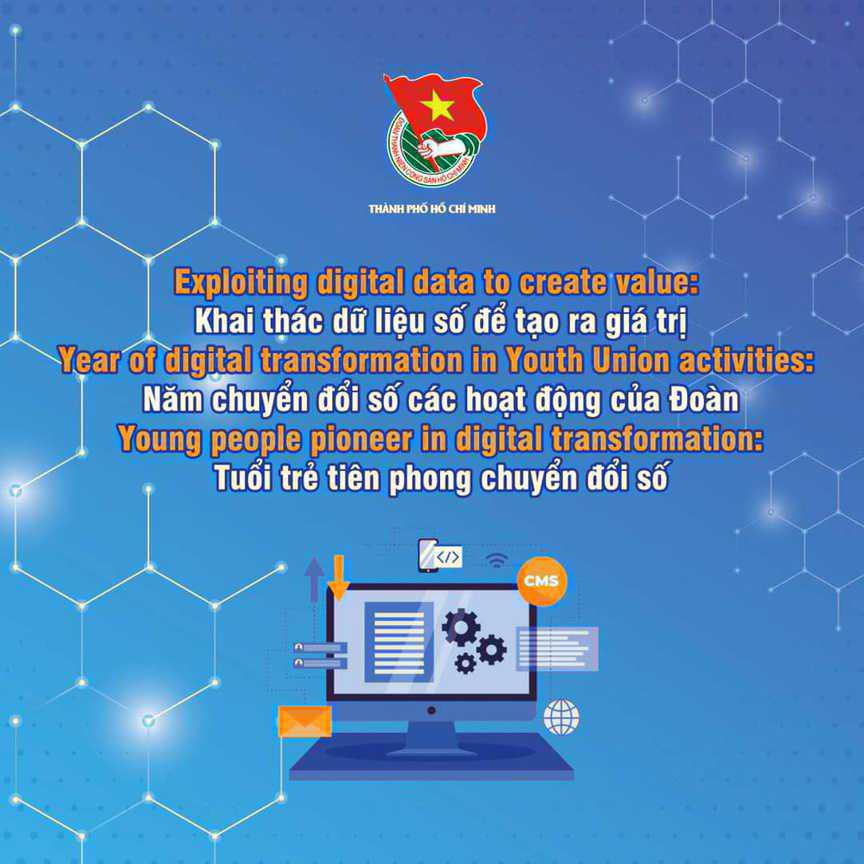 ĐOÀN THANH NIÊN CỘNG SẢN HỒ CHÍ MINH
THÀNH PHỐ HỒ CHÍ MINH
Exploiting digital data to create value:
Khai thác dữ liệu số để tạo ra giá trị
Year of digital transformation in Youth Union activities:
Năm chuyển đổi số các hoạt động của Đoàn
Young people pioneer in digital transformation:
Tuổi trẻ tiên phong chuyển đổi số
</>
CMS